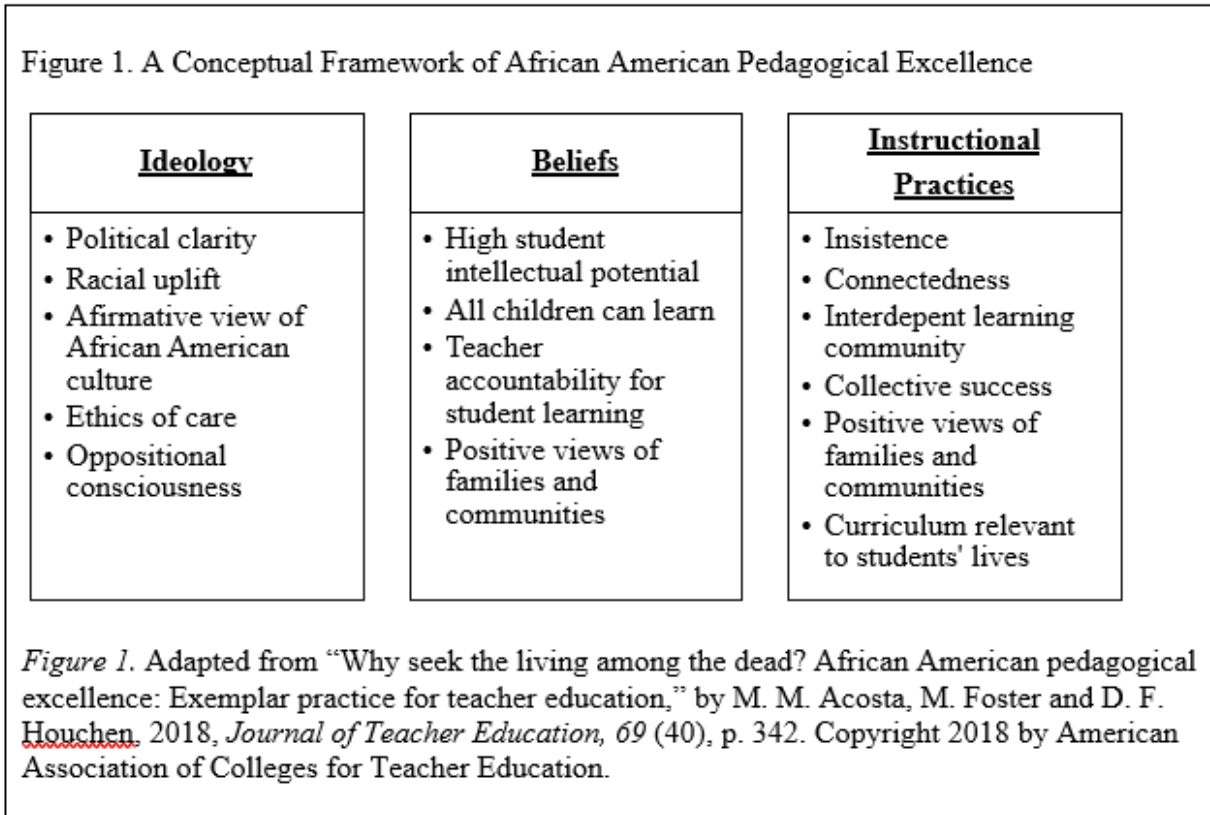 Figure 1. A Conceptual Framework of African American Pedagogical Excellence
Ideology
• Political clarity
• Racial uplift
• Afirmative view of
African American
culture
• Ethics of care
• Oppositional
consciousness
Beliefs
• High student
intellectual potential
• All children can learn
• Teacher
accountability for
student learning
• Positive views of
families and
communities
Instructional
Practices
• Insistence
• Connectedness
• Interdepent learning
community
• Collective success
• Positive views of
families and
communities
• Curriculum relevant
to students' lives
Figure 1. Adapted from “Why seek the living among the dead? African American pedagogical
excellence: Exemplar practice for teacher education,” by M. M. Acosta, M. Foster and D. F.
Houchen, 2018, Journal of Teacher Education, 69 (40), p. 342. Copyright 2018 by American
Association of Colleges for Teacher Education.